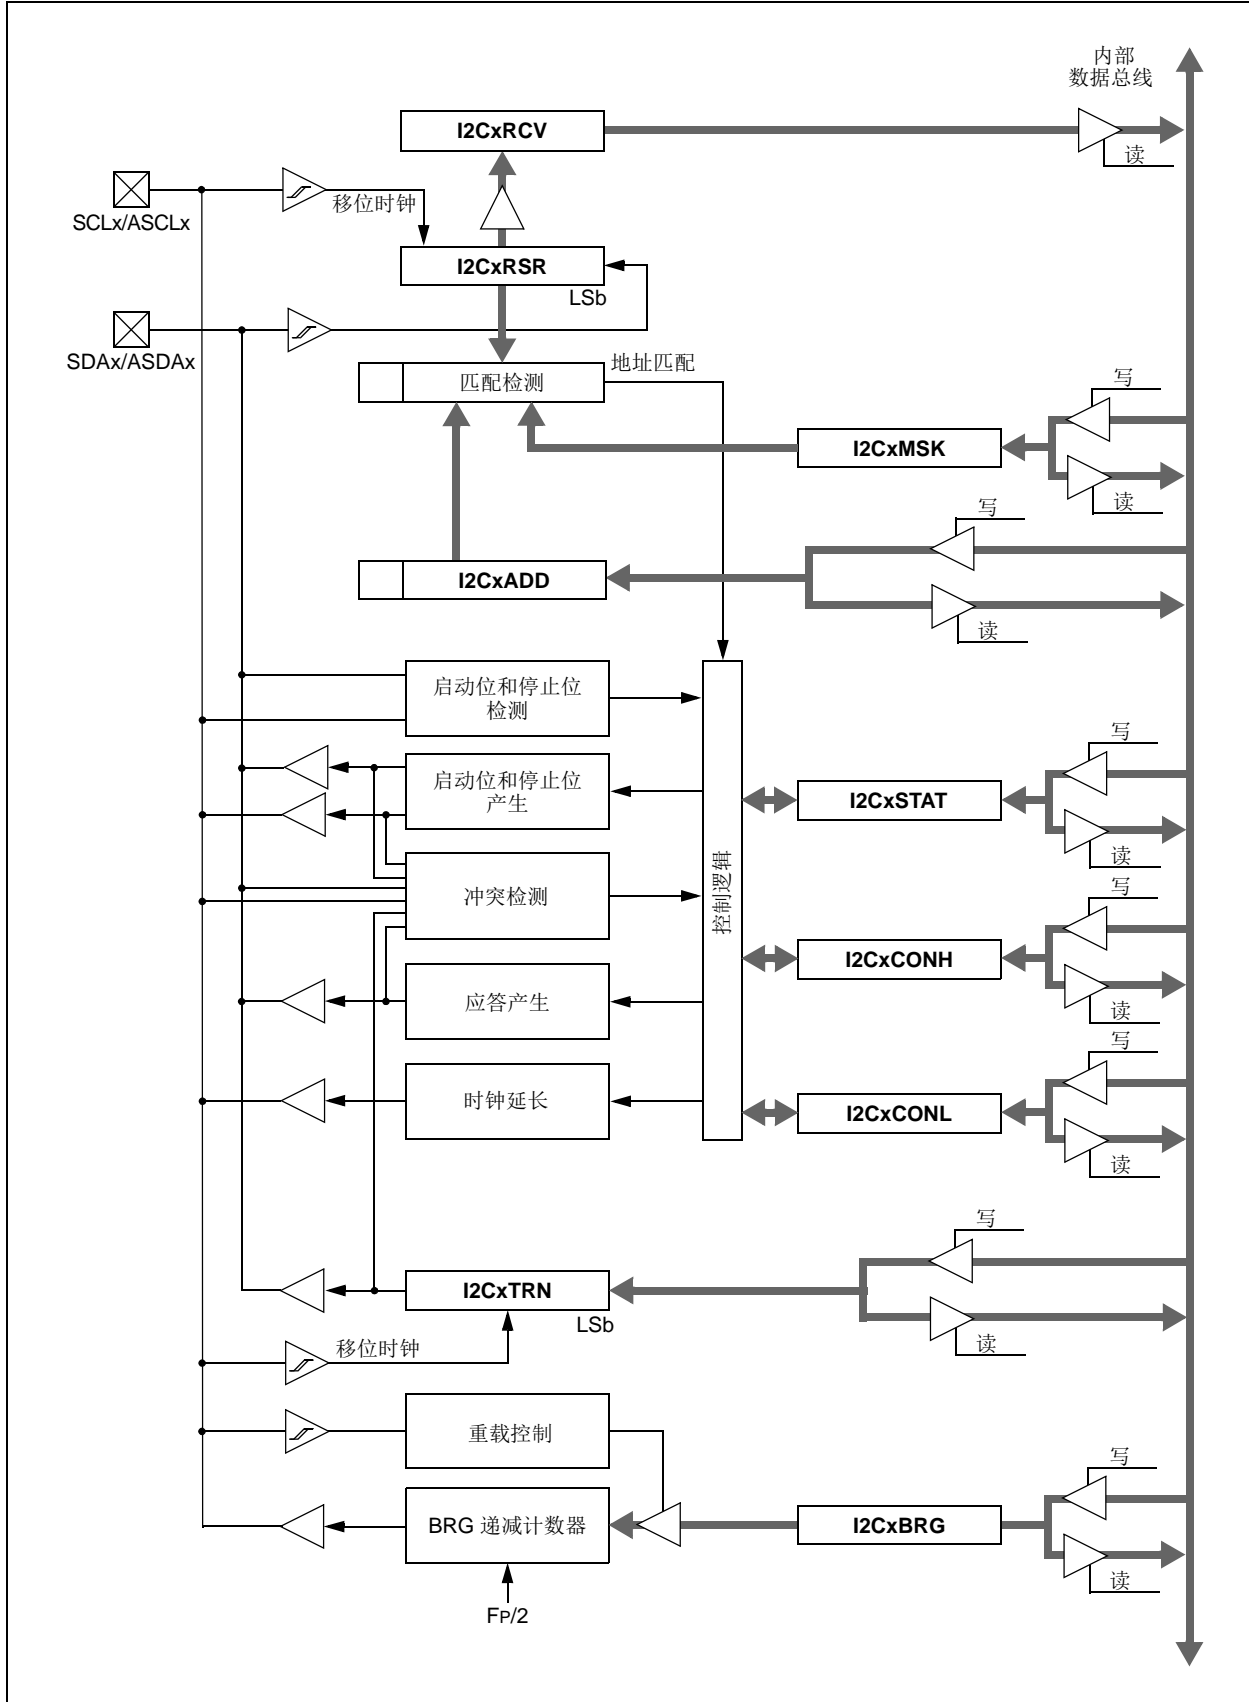 内部
数据总线
I2CxRCV
读
移位时钟
SCLx/ASCLx
I2CxRSR
LSb
SDAx/ASDAx
地址匹配
匹配检测
写
I2CxMSK
读
写
I2CxADD
读
启动位和停止位
检测
写
启动位和停止位
产生
I2CxSTAT
读
控制逻辑
冲突检测
写
I2CxCONH
应答产生
读
写
时钟延长
I2CxCONL
读
写
I2CxTRN
LSb
读
移位时钟
重载控制
写
BRG 递减计数器
I2CxBRG
读
FP/2